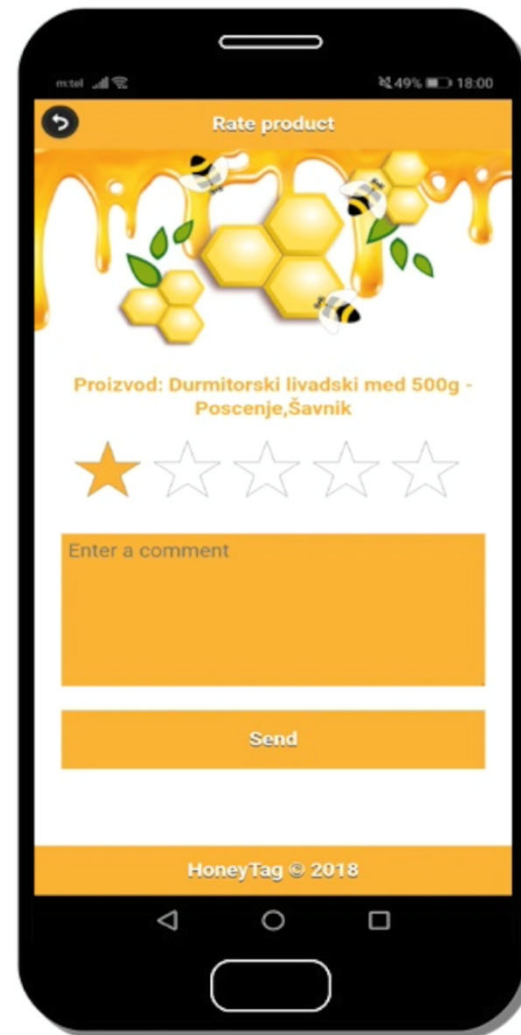 m:tel 49% 18:00
Rate product
Proizvod: Durmitorski livadski med 500g -
Poscenje,Šavnik
Enter a comment
Send
HoneyTag © 2018